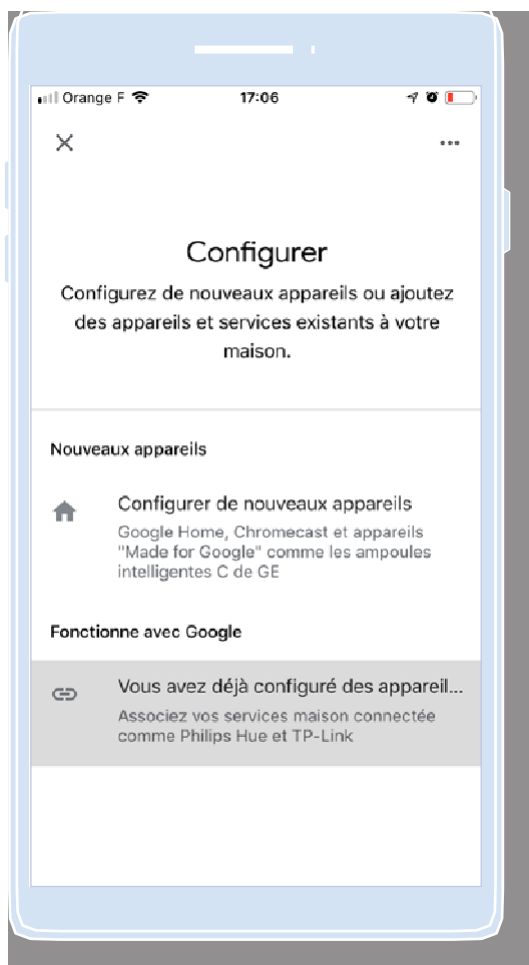 Orange F 17:06
Configurer
Configurez de nouveaux appareils ou ajoutez
des appareils et services existants à votre
maison.
Nouveaux appareils
Configurer de nouveaux appareils
Google Home, Chromecast et appareils
"Made for Google" comme les ampoules
intelligentes C de GE
Fonctionne avec Google
Vous avez déjà configuré des appareil...
Associez vos services maison connectée
comme Philips Hue et TP-Link